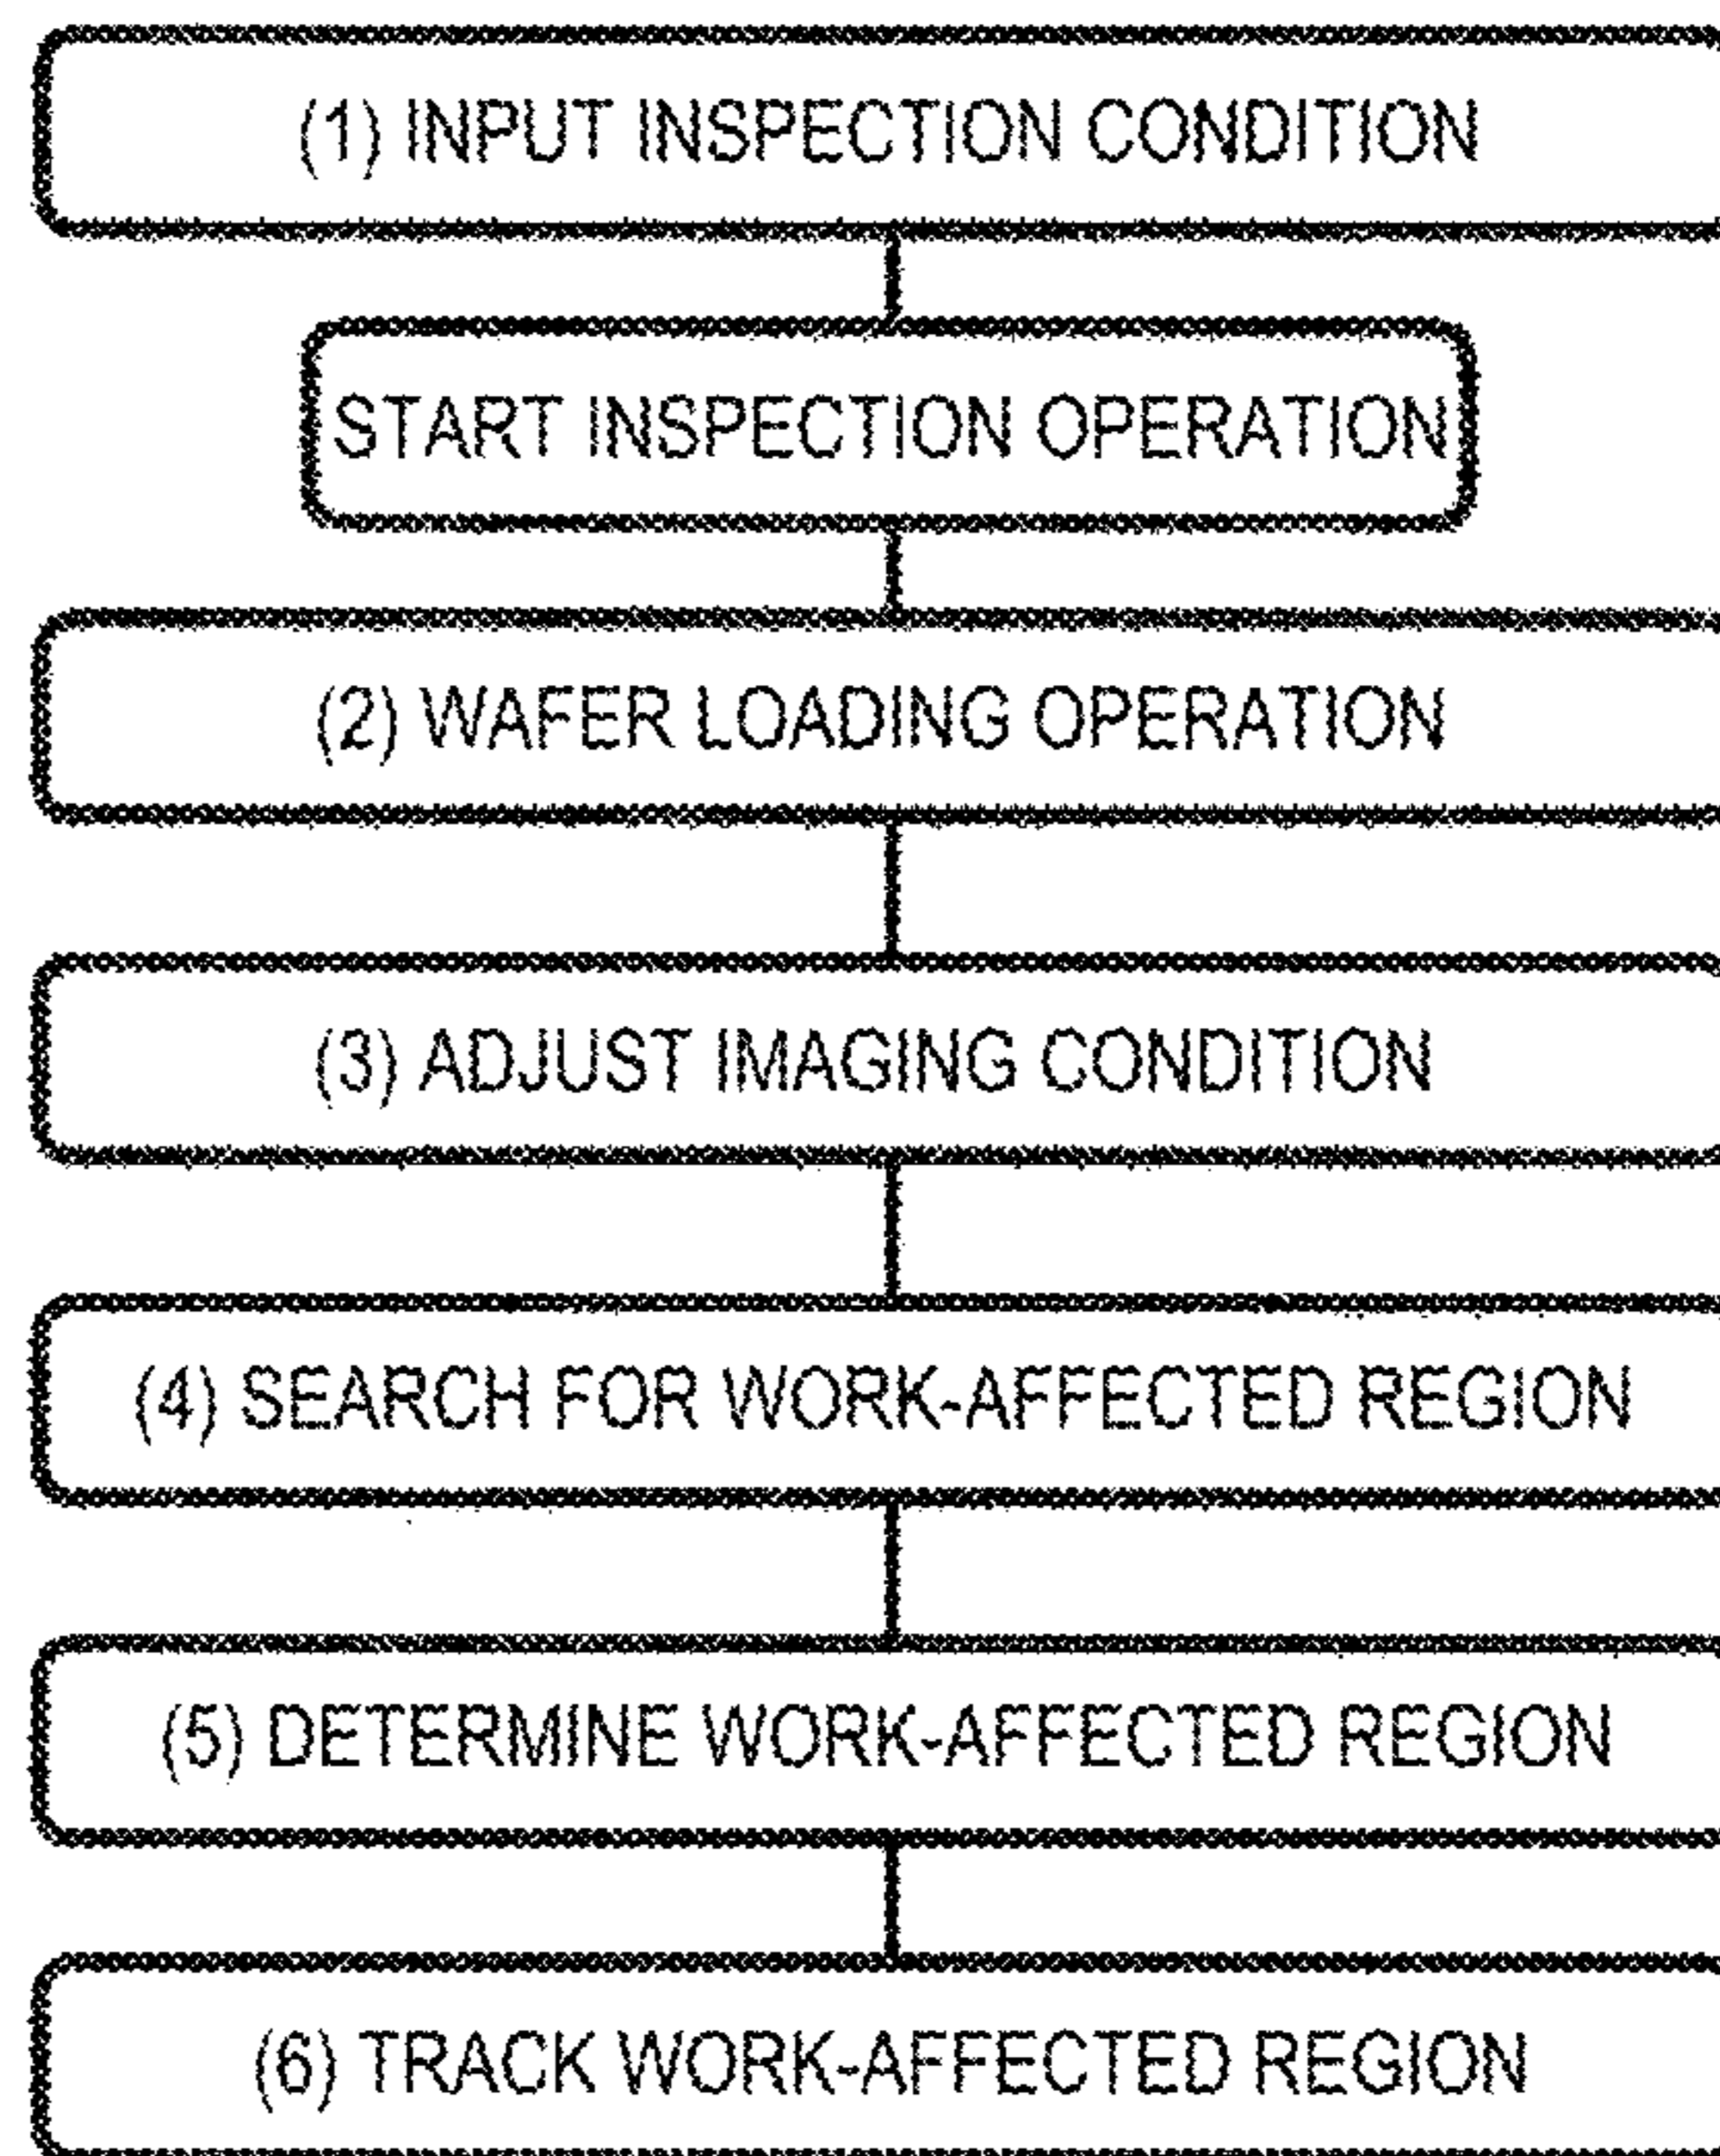 (1) INPUT INSPECTION CONDITION
START INSPECTION OPERATION
(2) WAFER LOADING OPERATION
(3) ADJUST IMAGING CONDITION
(4) SEARCH FOR WORK-AFFECTED REGION
(5) DETERMINE WORK-AFFECTED REGION
(6) TRACK WORK-AFFECTED REGION